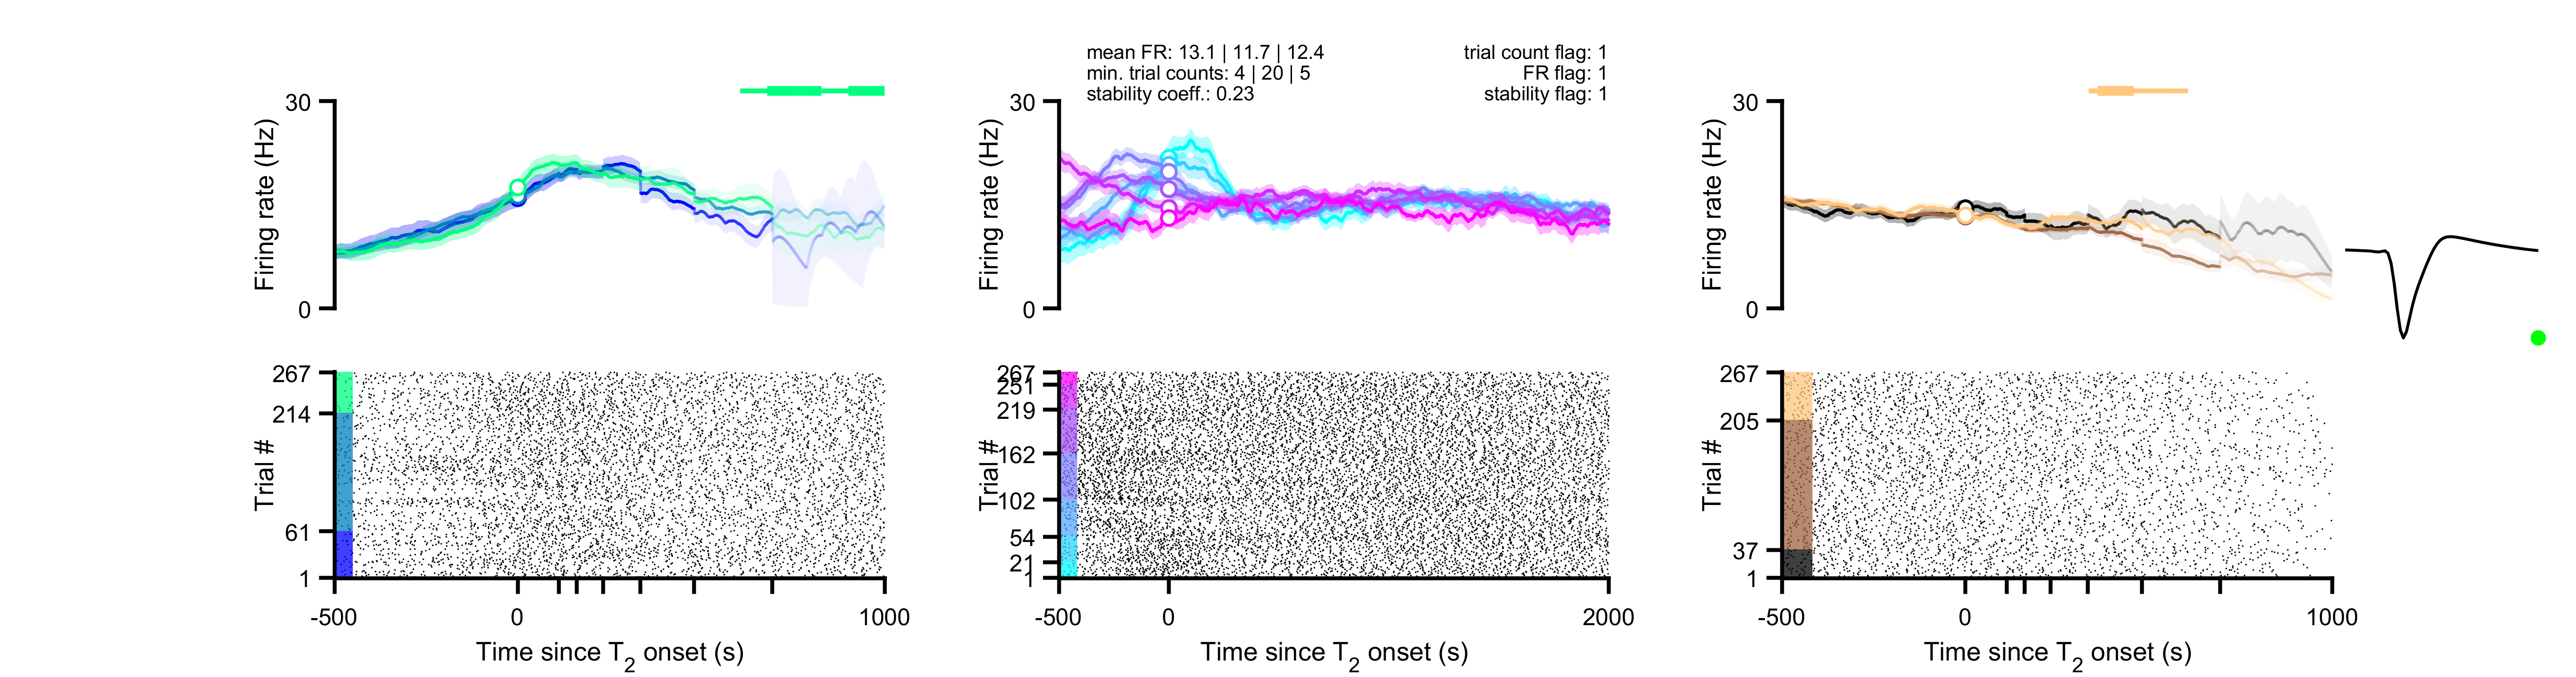 mean FR: 13.1 | 11.7 | 12.4
min. trial counts: 4 | 20 | 5
stability coeff.: 0.23
trial count flag: 1
FR flag: 1
stability flag: 1
30
0
Firing rate (Hz)
30
0
Firing rate (Hz)
30
0
Firing rate (Hz)
267
214
61
1
Trial #
-500
0
1000
Time since T2 onset (s)
267
251
219
162
102
54
21
1
Trial #
-500
0
2000
Time since T2 onset (s)
267
205
37
1
Trial #
-500
0
1000
Time since T2 onset (s)